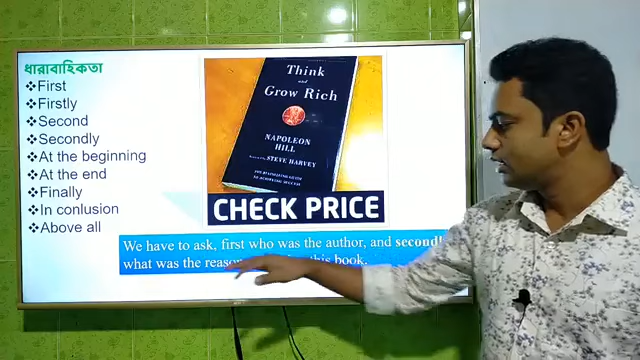 ধারাবাহিকতা
❖First
❖Firstly
❖Second
❖Secondly
❖At the beginning
❖At the end
❖Finally
❖In conlusion
❖Above all
Think
and
Grow Rich
NAPOLEON
HILL
STEVE HARVEY
CHECK PRICE
We have to ask, first who was the author, and
what was the this book.